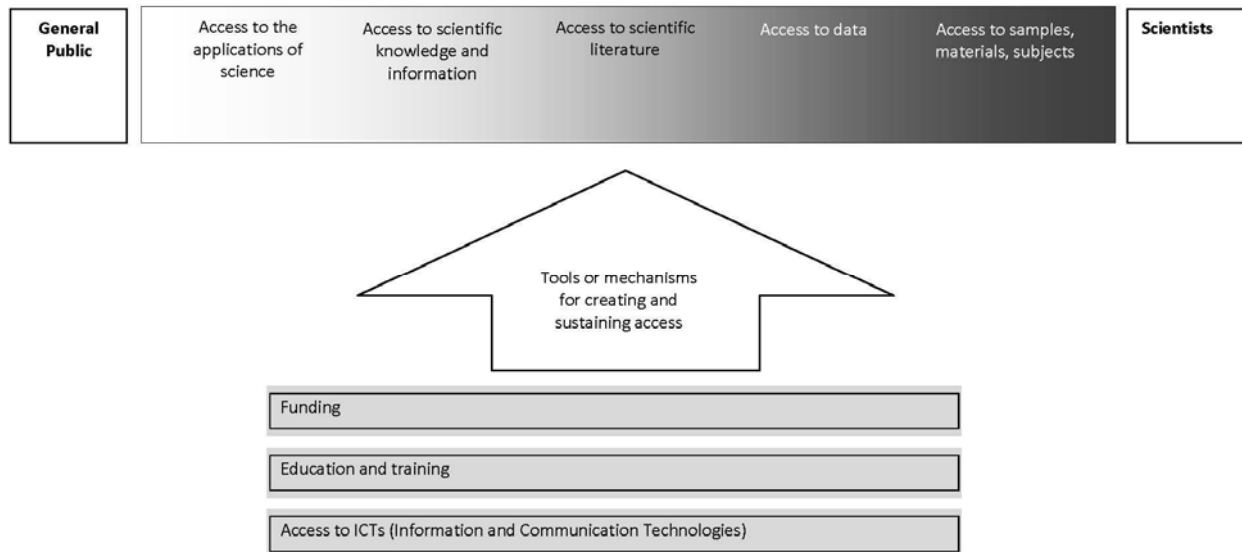 General
Public
Access to the
applications of
science
Access to scientific
knowledge and
information
Access to scientific
literature
Access to data
Access to samples,
materials, subjects
Scientists
Tools or mechanisms
for creating and
sustaining access
Funding
Education and training
Access to ICTs (Information and Communication Technologies)